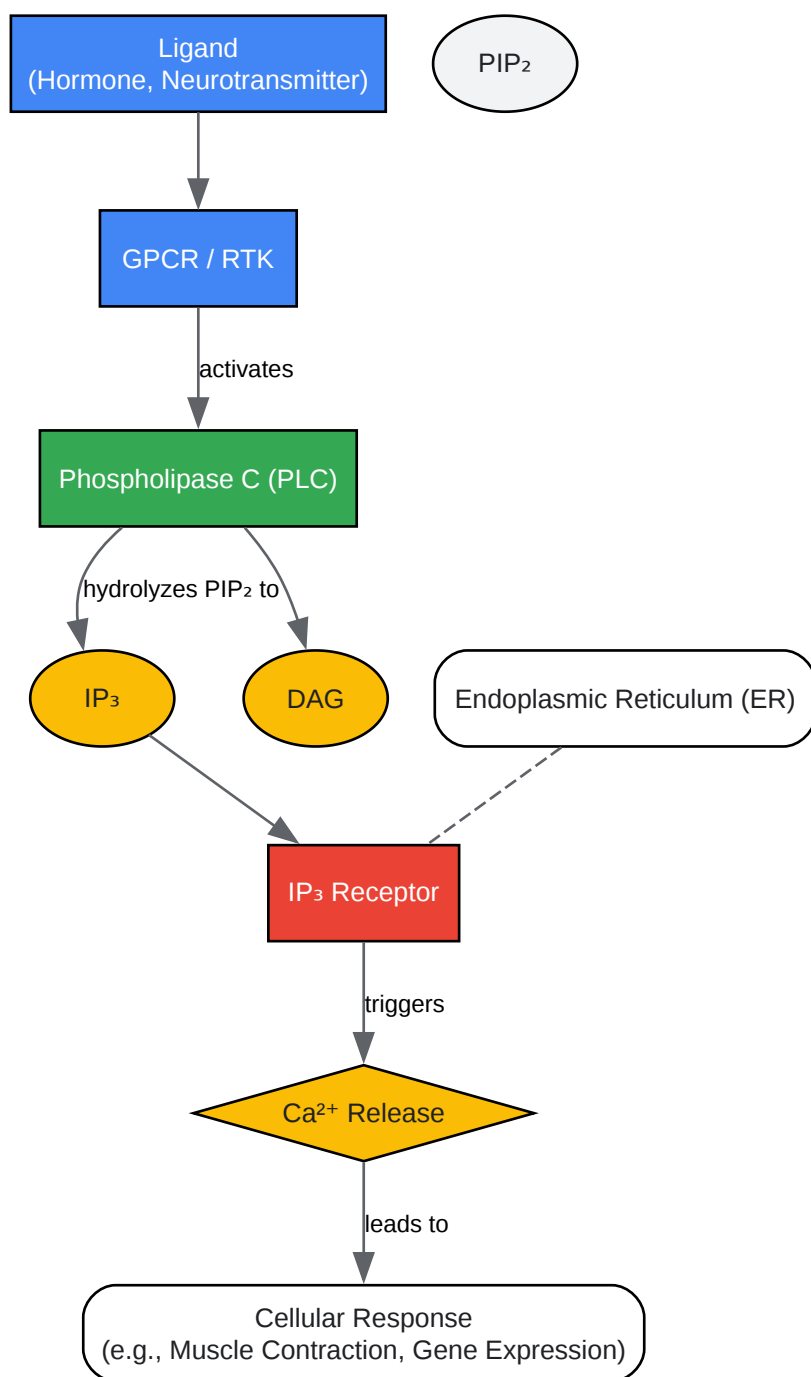 Ligand
(Hormone, Neurotransmitter)
PIP₂
GPCR / RTK
activates
Phospholipase C (PLC)
hydrolyzes PIP₂ to
IP₃
DAG
Endoplasmic Reticulum (ER)
IP₃ Receptor
triggers
Ca²⁺ Release
leads to
Cellular Response
(e.g., Muscle Contraction, Gene Expression)